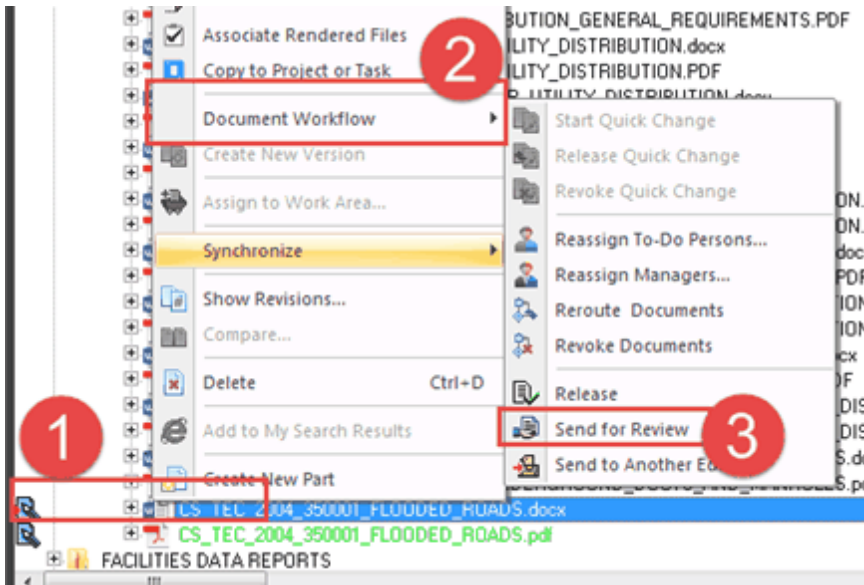 BUTION_GENERAL_REQUIREMENTS.PDF
Associate Rendered Files
ILITY_DISTRIBUTION.docx
2
Copy to Project or Task
ILITY_DISTRIBUTION.PDF
UTILITY_DISTRIBUTION.docx
Document Workflow
Start Quick Change
Create New Version
Release Quick Change
Revoke Quick Change
Assign to Work Area...
Reassign To-Do Persons...
Synchronize
Reassign Managers...
Show Revisions...
Reroute Documents
Compare...
Revoke Documents
Delete Ctrl+D
Release
1
Add to My Search Results
Send for Review
3
Send to Another
Create New Part
CS_TEC_2004_350001_FLOODED_ROADS.docx
CS_TEC_2004_350001_FLOODED_ROADS.pdf
FACILITIES DATA REPORTS